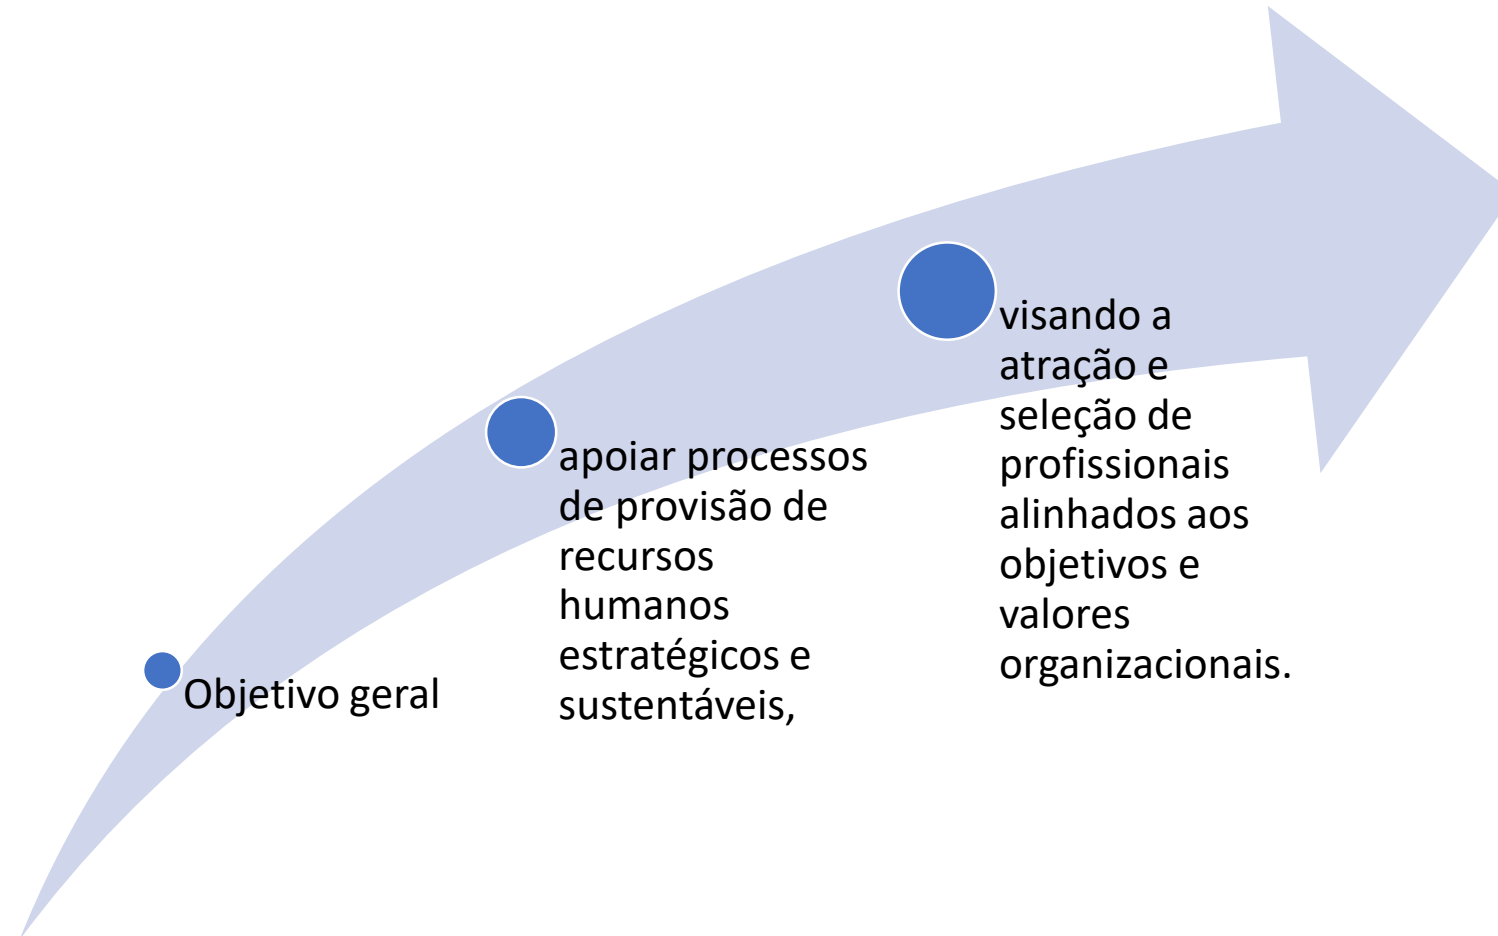 Objetivo geral
apoiar processos
de provisão de
recursos
humanos
estratégicos e
sustentáveis,
visando a
atração e
seleção de
profissionais
alinhados aos
objetivos e
valores
organizacionais.